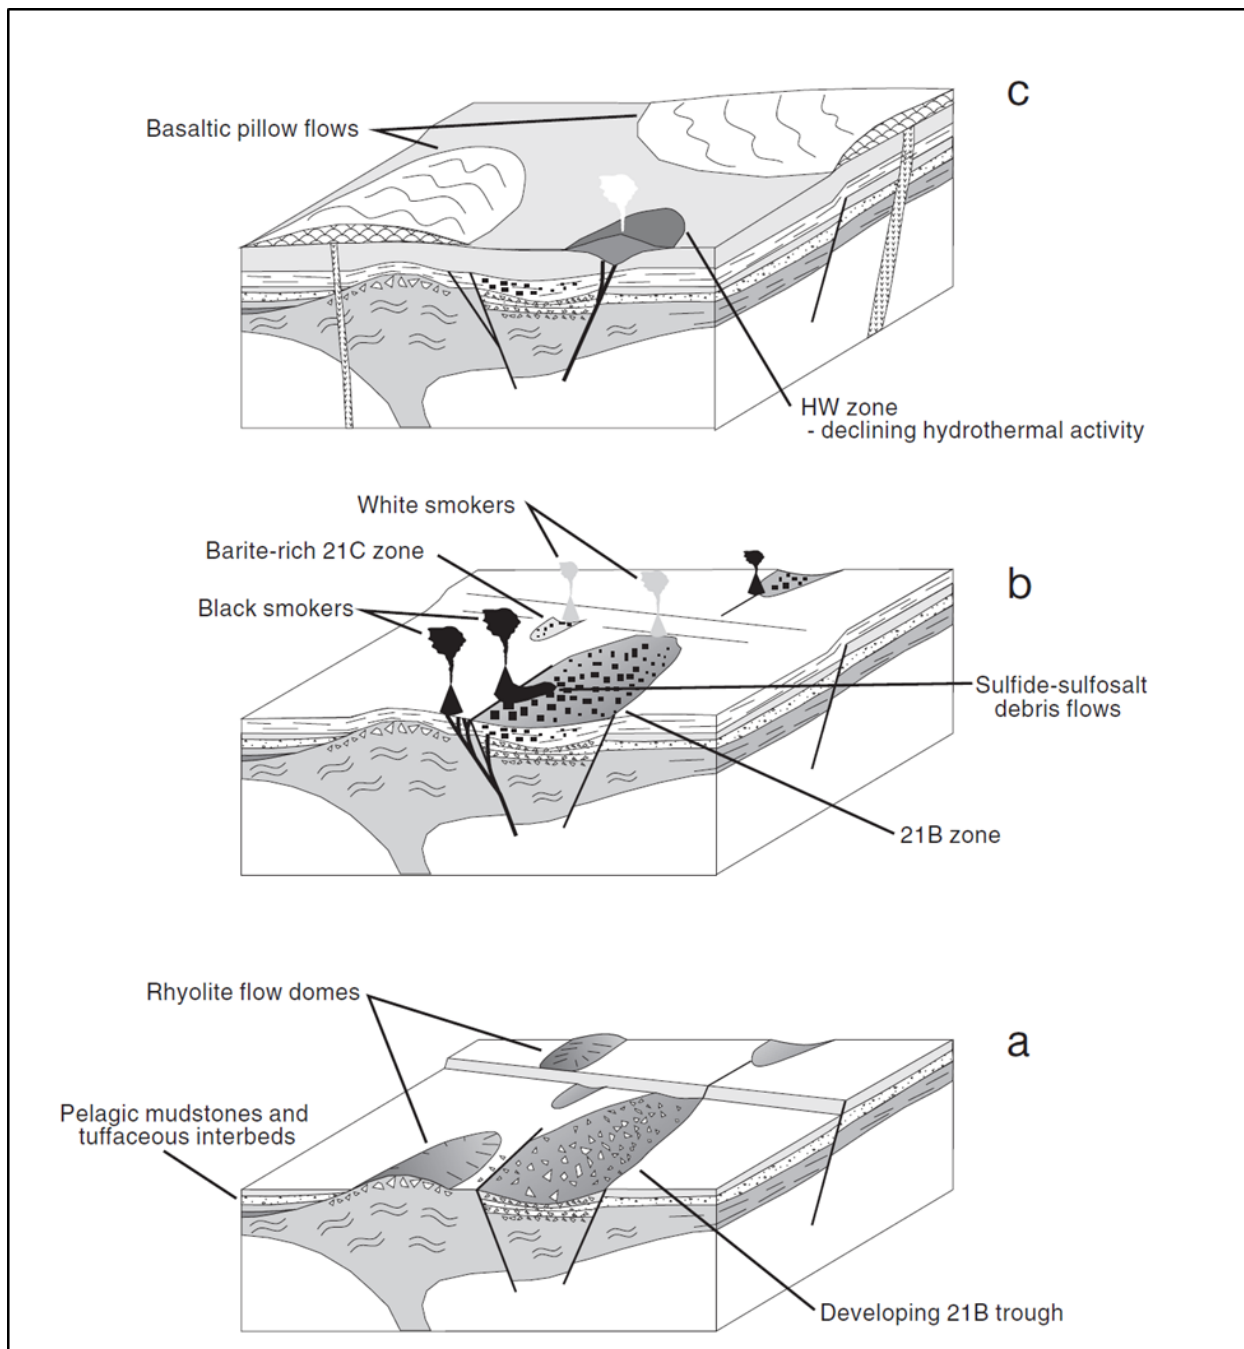 c
Basaltic pillow flows
HW zone
- declining hydrothermal activity
White smokers
Barite-rich 21C zone
Black smokers
b
Sulfide-sulfosalt
debris flows
21B zone
Rhyolite flow domes
a
Pelagic mudstones and
tuffaceous interbeds
Developing 21B trough